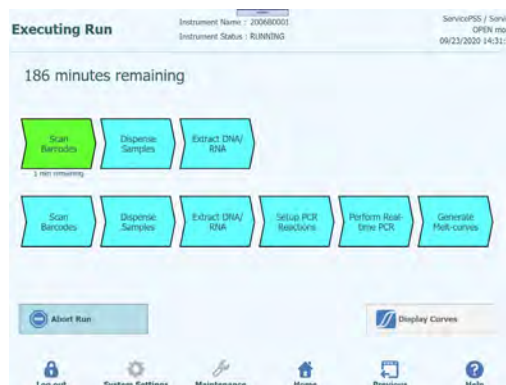 Executing Run
Instrument Name : 200680001
Instrument Status : RUNNING
ServicePSS / Servi
OPEN mo
09/23/2020 14:31:
186 minutes remaining
Scan Barcodes
Dispense Samples
Extract DNA/ RNA
1 min remaining
Scan Barcodes
Dispense Samples
Extract DNA/ RNA
Setup PCR Reactions
Perform Real-time PCR
Generate Melt-curves
Abort Run
Display Curves
Log out
System Settings
Maintenance
Home
Previous
Help